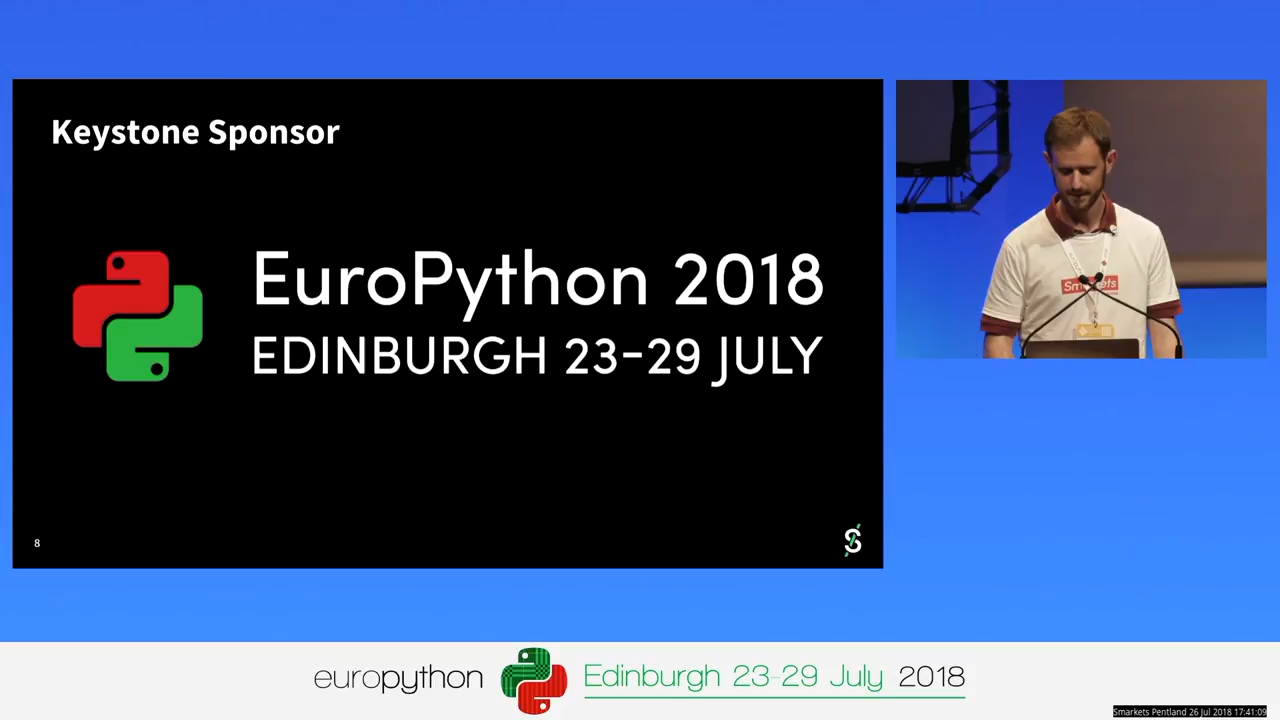 Keystone Sponsor
EuroPython 2018
EDINBURGH 23-29 JULY
8
Smarkets
europython
Edinburgh 23-29 July 2018
Smarkets Pentland 26 Jul 2018 17:41:09